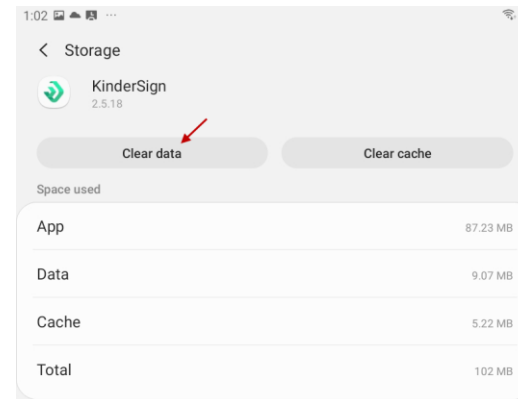 1:02
Storage
KinderSign
2.5.18
Clear data Clear cache
Space used
App 87.23 MB
Data 9.07 MB
Cache 5.22 MB
Total 102 MB